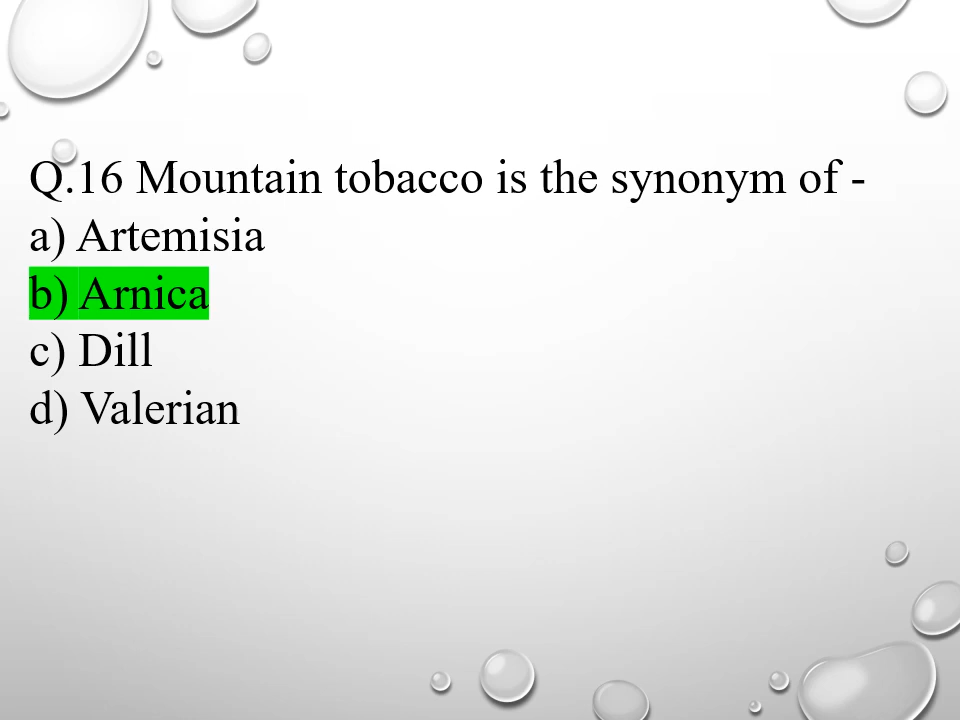 Q.16 Mountain tobacco is the synonym of -
a) Artemisia
b) Arnica
c) Dill
d) Valerian